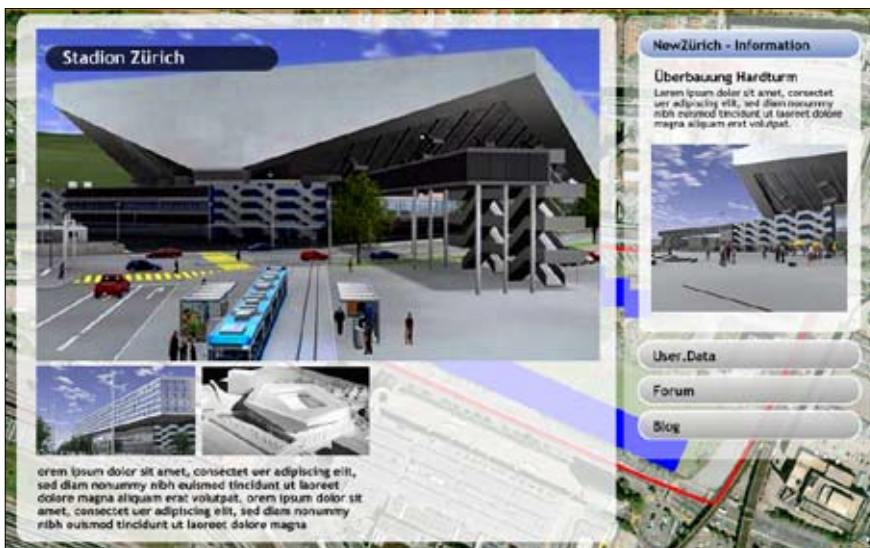 Stadion Zürich
orem ipsum dolor sit amet, consectet uer adipiscing elit,
sed diam nonummy nibh euismod tincidunt ut laoreet
dolore magna aliquam erat volutpat, orem ipsum dolor sit
amet, consectet uer adipiscing elit, sed diam nonummy
nibh euismod tincidunt ut laoreet dolore magna
NewZürich - Information
Überbauung Hardturm
Lorem ipsum dolor sit amet, consectet
uer adipiscing elit, sed diam nonummy
nibh euismod tincidunt ut laoreet dolore
magna aliquam erat volutpat.
User.Data
Forum
Blog